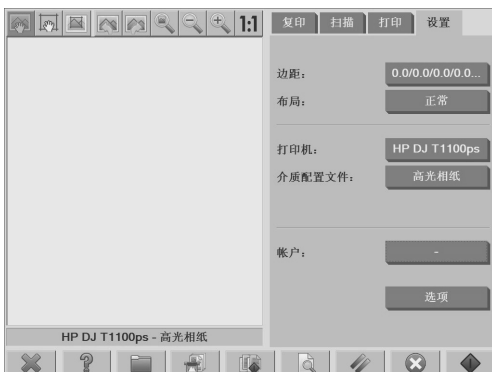 1:1
复印 扫描 打印 设置
边距： 0.0/0.0/0.0/0.0...
布局： 正常
打印机： HP DJ T1100ps
介质配置文件： 高光相纸
帐户： -
选项
HP DJ T1100ps - 高光相纸
?